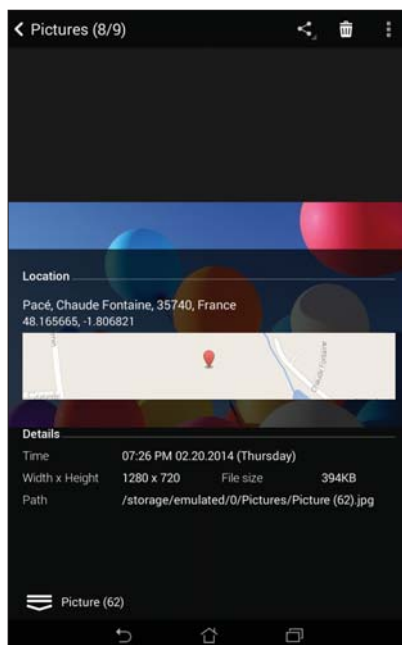 Pictures (8/9)
Location
Pacé, Chaude Fontaine, 35740, France
48.165665, -1.806821
Chaude Fontaine
Details
Time 07:26 PM 02.20.2014 (Thursday)
Width x Height 1280 x 720 File size 394KB
Path /storage/emulated/0/Pictures/Picture (62).jpg
Picture (62)